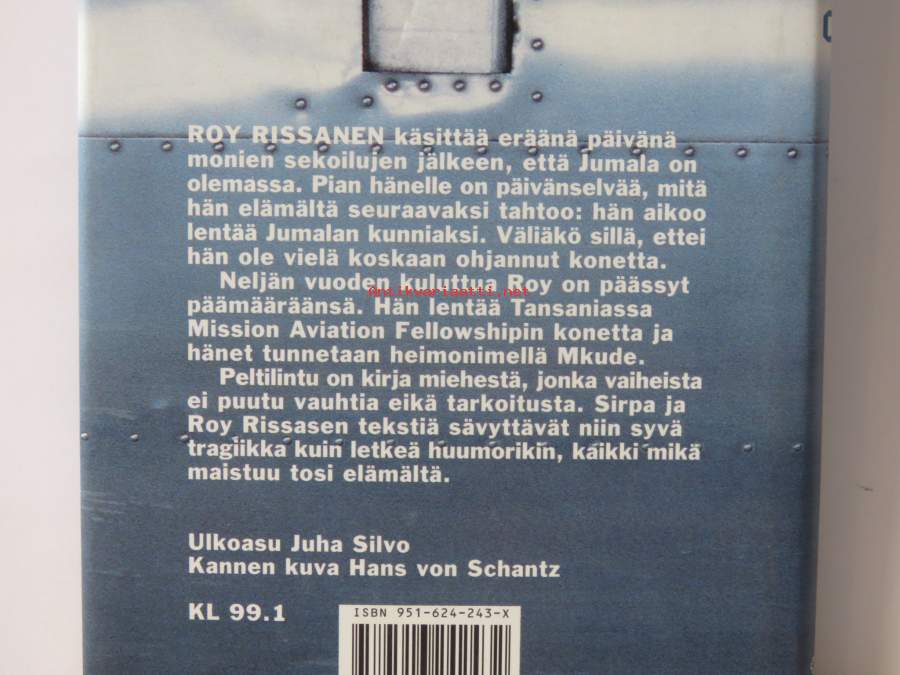 ROY RISSANEN käsittää eräänä päivänä
monien sekoilujen jälkeen, että Jumala on
olemassa. Pian hänelle on päivänselvää, mitä
hän elämältä seuraavaksi tahtoo: hän aikoo
lentää Jumalan kunniaksi. Väliäkö sillä, ettei
hän ole vielä koskaan ohjannut konetta.
Neljän vuoden kuluttua Roy on päässyt
antikvariaatti.net
päämääräänsä. Hän lentää Tansaniassa
Mission Aviation Fellowshipin konetta ja
hänet tunnetaan heimonimellä Mkude.
Peltilintu on kirja miehestä, jonka vaiheista
ei puutu vauhtia eikä tarkoitusta. Sirpa ja
Roy Rissasen tekstiä sävyttävät niin syvä
tragiikka kuin letkeä huumorikin, kaikki mikä
maistuu tosi elämältä.
Ulkoasu Juha Silvo
Kannen kuva Hans von Schantz
KL 99.1
ISBN 951-624-243-X